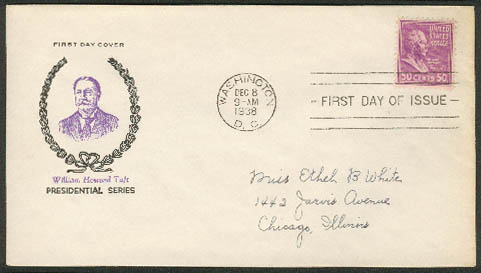 FIRST DAY COVER
UNITED
STATES
POSTAGE
50 CENTS 50
WASHINGTON
DEC 8
9-AM
1938
D. C.
- FIRST DAY OF ISSUE -
William Howard Taft
PRESIDENTIAL SERIES
Miss Ethel B White
1442 Jarvis Avenue
Chicago, Illinois